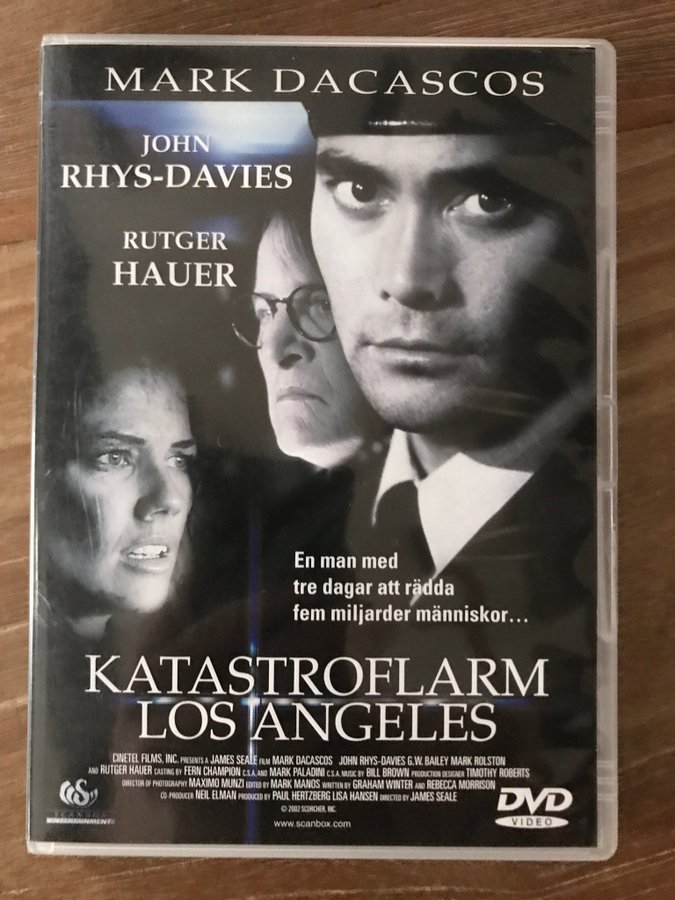 MARK DACASCOS
JOHN
RHYS-DAVIES
RUTGER
HAUER
En man med
tre dagar att rädda
fem miljarder människor...
KATASTROFLARM
LOS ANGELES
CINETEL FILMS, INC. PRESENTS A JAMES SEALE FILM MARK DACASCOS JOHN RHYS-DAVIES G.W. BAILEY MARK ROLSTON
AND RUTGER HAUER CASTING BY FERN CHAMPION C.S.A. AND MARK PALADINI C.S.A. MUSIC BY BILL BROWN PRODUCTION DESIGNER TIMOTHY ROBERTS
DIRECTOR OF PHOTOGRAPHY MAXIMO MUNZI EDITED BY MARK MANOS WRITTEN BY GRAHAM WINTER AND REBECCA MORRISON
CO-PRODUCER NEIL ELMAN PRODUCED BY PAUL HERTZBERG LISA HANSEN DIRECTED BY JAMES SEALE
© 2002 SCORCHER, INC.
www.scanbox.com
SCANBOX
ENTERTAINMENT
DVD
VIDEO